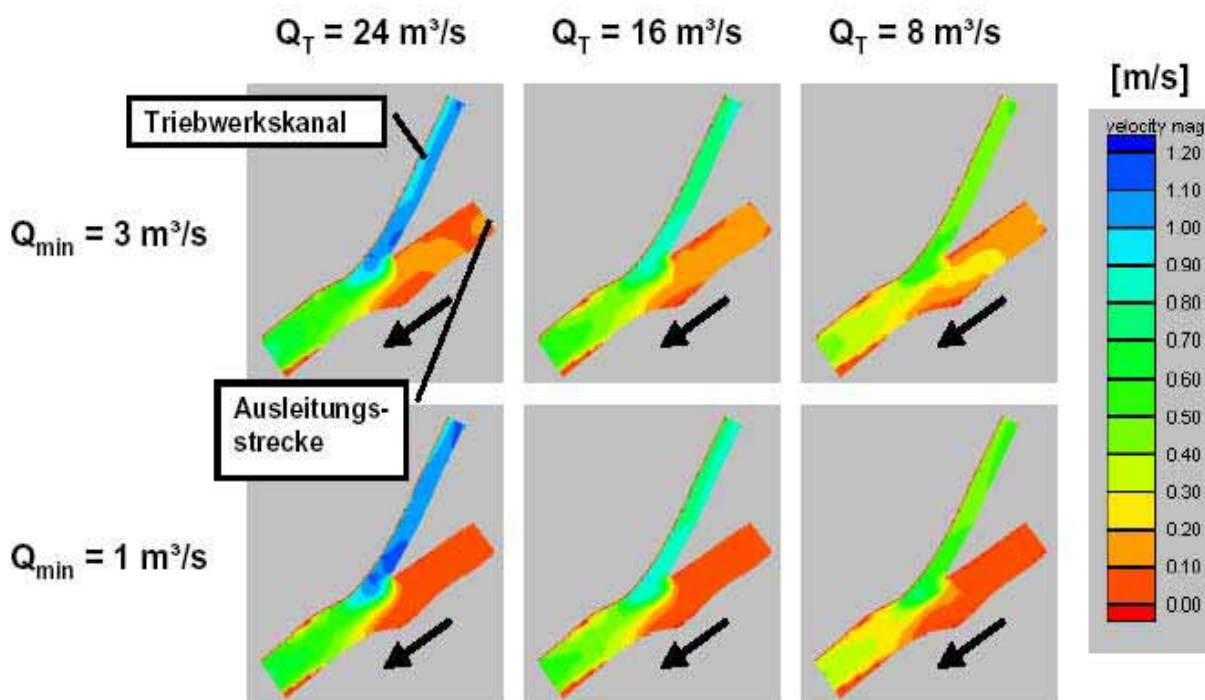 Q_T = 24 m³/s
Q_T = 16 m³/s
Q_T = 8 m³/s
[m/s]
Triebwerkskanal
velocity mag
1.20
1.10
1.00
0.90
0.80
0.70
0.60
0.50
0.40
0.30
0.20
0.10
0.00
Q_min = 3 m³/s
Ausleitungs-
strecke
Q_min = 1 m³/s